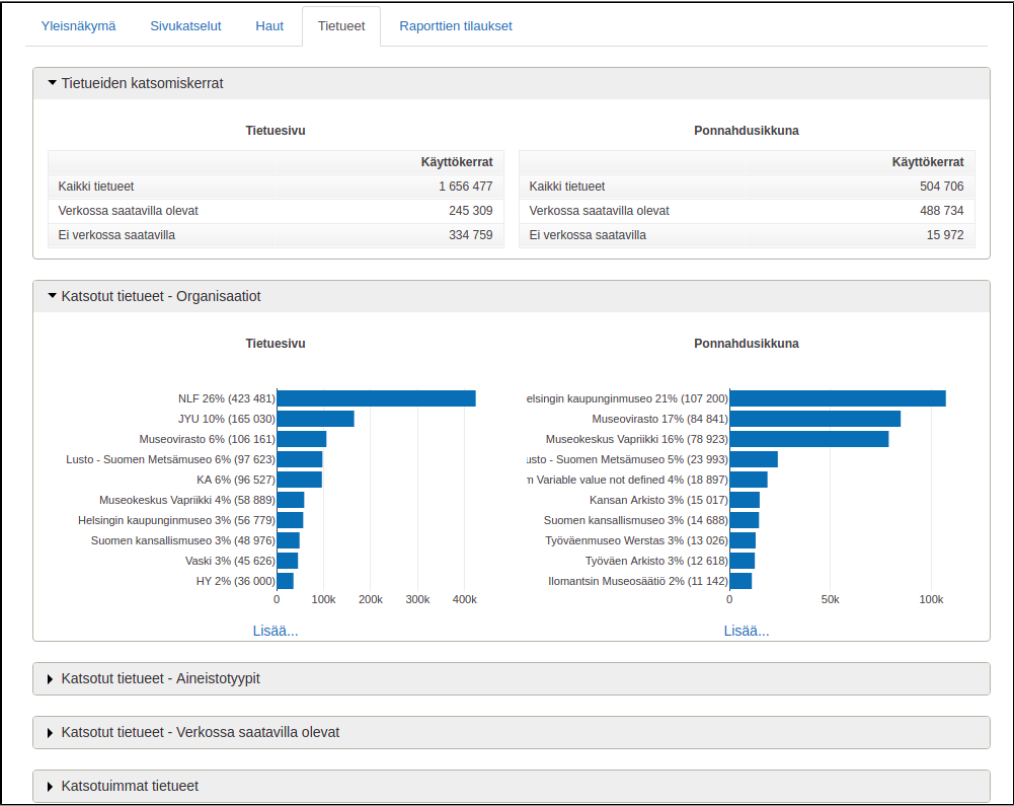 Yleisnäkymä Sivukatselut Haut Tietueet Raporttien tilaukset
Tietueiden katsomiskerrat
Tietuesivu
Käyttökerrat
Kaikki tietueet 1 656 477
Verkossa saatavilla olevat 245 309
Ei verkossa saatavilla 334 759
Ponnahdusikkuna
Käyttökerrat
Kaikki tietueet 504 706
Verkossa saatavilla olevat 488 734
Ei verkossa saatavilla 15 972
Katsotut tietueet - Organisaatiot
Tietuesivu
NLF 26% (423 481)
JYU 10% (165 030)
Museovirasto 6% (106 161)
Lusto - Suomen Metsämuseo 6% (97 623)
KA 6% (96 527)
Museokeskus Vapriikki 4% (58 889)
Helsingin kaupunginmuseo 3% (56 779)
Suomen kansallismuseo 3% (48 976)
Vaski 3% (45 626)
HY 2% (36 000)
0 100k 200k 300k 400k
Lisää...
Ponnahdusikkuna
elsingin kaupunginmuseo 21% (107 200)
Museovirasto 17% (84 841)
Museokeskus Vapriikki 16% (78 923)
usto - Suomen Metsämuseo 5% (23 993)
m Variable value not defined 4% (18 897)
Kansan Arkisto 3% (15 017)
Suomen kansallismuseo 3% (14 688)
Työväenmuseo Werstas 3% (13 026)
Työväen Arkisto 3% (12 618)
Ilomantsin Museosäätiö 2% (11 142)
0 50k 100k
Lisää...
Katsotut tietueet - Aineistotyypit
Katsotut tietueet - Verkossa saatavilla olevat
Katsotuimmat tietueet